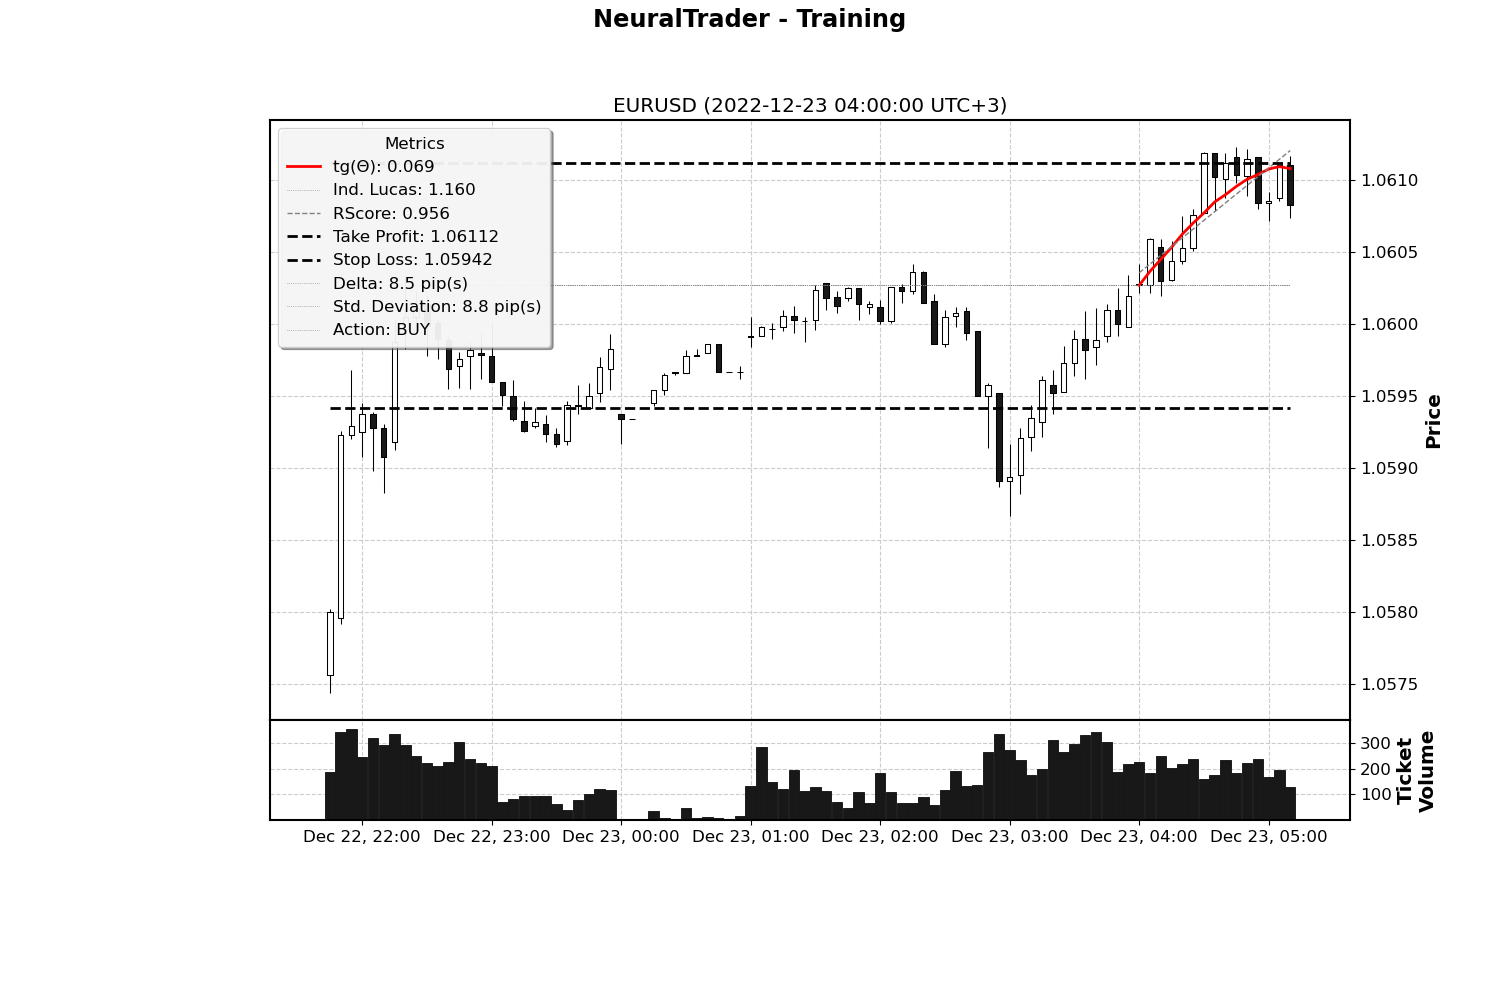 NeuralTrader - Training
EURUSD (2022-12-23 04:00:00 UTC+3)
Metrics
tg(Θ): 0.069
Ind. Lucas: 1.160
RScore: 0.956
Take Profit: 1.06112
Stop Loss: 1.05942
Delta: 8.5 pip(s)
Std. Deviation: 8.8 pip(s)
Action: BUY
1.0610
1.0605
1.0600
1.0595
1.0590
1.0585
1.0580
1.0575
Price
300
200
100
Ticket
Volume
Dec 22, 22:00
Dec 22, 23:00
Dec 23, 00:00
Dec 23, 01:00
Dec 23, 02:00
Dec 23, 03:00
Dec 23, 04:00
Dec 23, 05:00